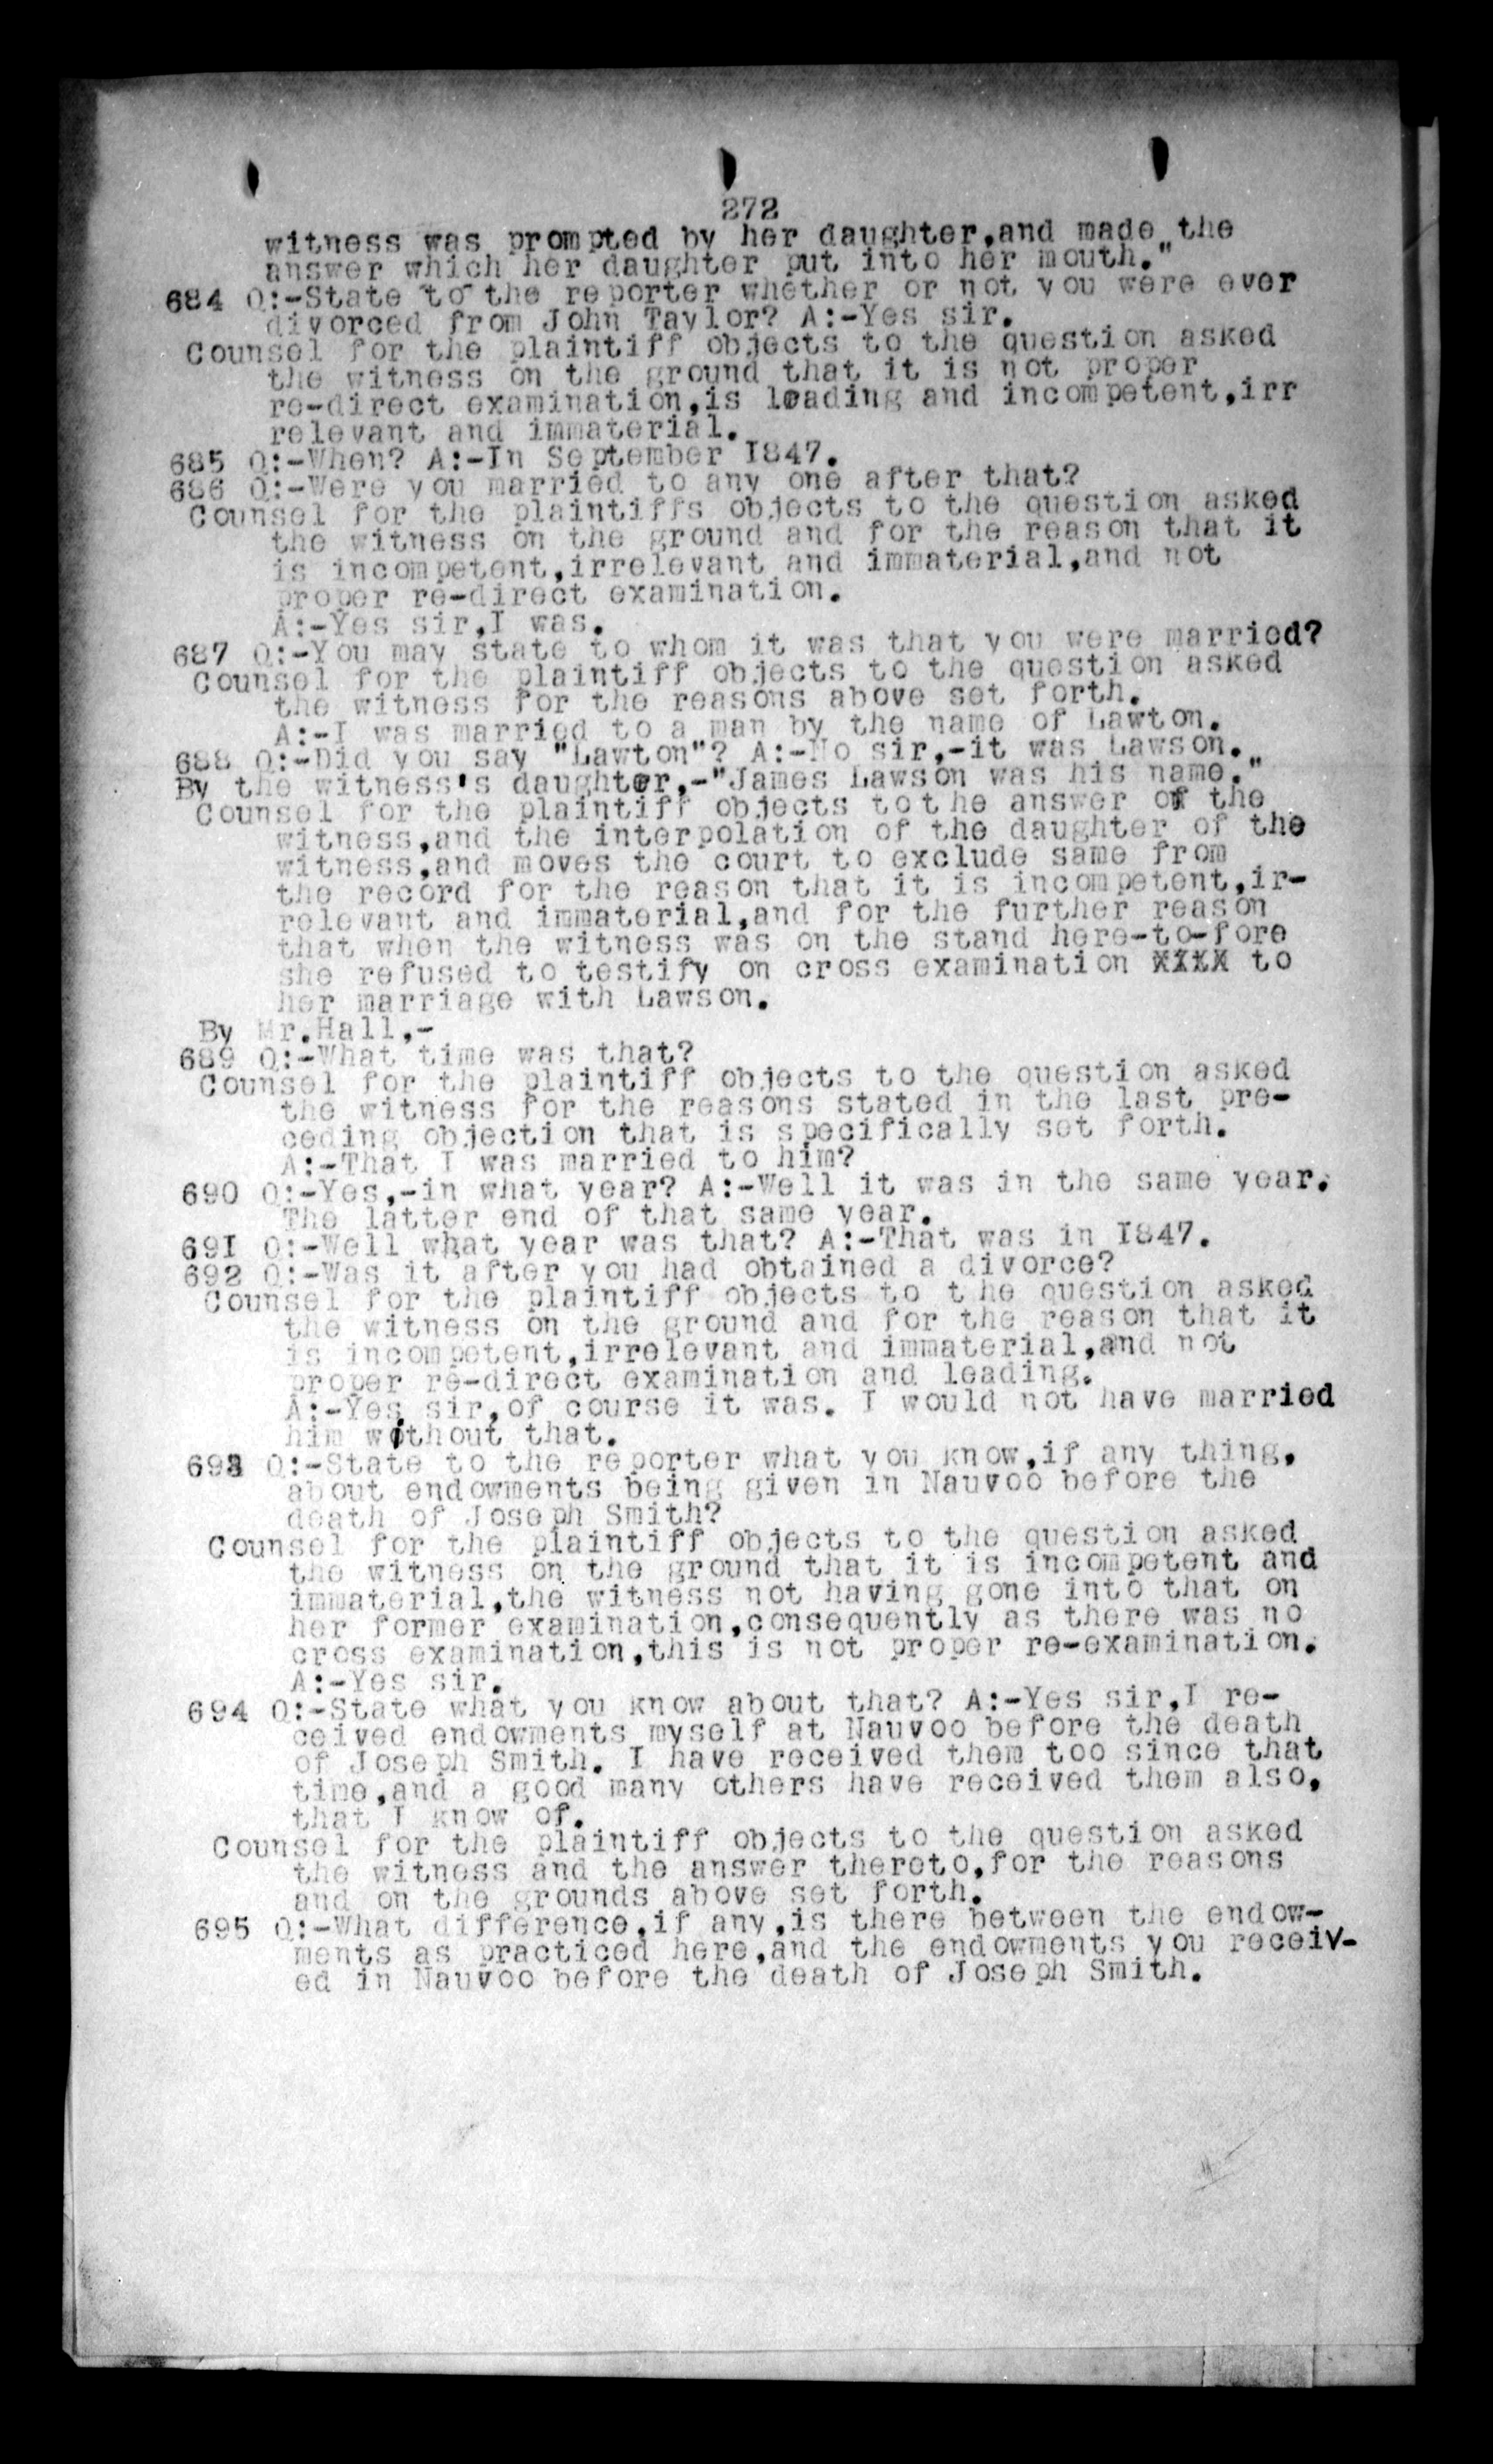 272
witness was prompted by her daughter,and made the
answer which her daughter put into her mouth."
684 Q:-State to the reporter whether or not you were ever
divorced from John Taylor? A:-Yes sir.
Counsel for the plaintiff objects to the question asked
the witness on the ground that it is not proper
re-direct examination,is leading and incompetent,irr
relevant and immaterial.
685 Q:-When? A:-In September I847.
686 Q:-Were you married to any one after that?
Counsel for the plaintiffs objects to the question asked
the witness on the ground and for the reason that it
is incompetent,irrelevant and immaterial,and not
proper re-direct examination.
A:-Yes sir,I was.
687 Q:-You may state to whom it was that you were married?
Counsel for the plaintiff objects to the question asked
the witness for the reasons above set forth.
A:-I was married to a man by the name of Lawton.
688 Q:-Did you say "Lawton"? A:-No sir,-it was Lawson.
By the witness's daughter,-"James Lawson was his name."
Counsel for the plaintiff objects tothe answer of the
witness,and the interpolation of the daughter of the
witness,and moves the court to exclude same from
the record for the reason that it is incompetent,ir-
relevant and immaterial,and for the further reason
that when the witness was on the stand here-to-fore
she refused to testify on cross examination XXXX to
her marriage with Lawson.
By Mr.Hall,-
689 Q:-What time was that?
Counsel for the plaintiff objects to the question asked
the witness for the reasons stated in the last pre-
ceding objection that is specifically set forth.
A:-That I was married to him?
690 Q:-Yes,-in what year? A:-Well it was in the same year.
The latter end of that same year.
691 Q:-Well what year was that? A:-That was in I847.
692 Q:-Was it after you had obtained a divorce?
Counsel for the plaintiff objects to the question asked
the witness on the ground and for the reason that it
is incompetent,irrelevant and immaterial,and not
proper re-direct examination and leading.
A:-Yes sir,of course it was. I would not have married
him without that.
693 Q:-State to the reporter what you know,if any thing,
about endowments being given in Nauvoo before the
death of Joseph Smith?
Counsel for the plaintiff objects to the question asked
the witness on the ground that it is incompetent and
immaterial,the witness not having gone into that on
her former examination,consequently as there was no
cross examination,this is not proper re-examination.
A:-Yes sir.
694 Q:-State what you know about that? A:-Yes sir,I re-
ceived endowments myself at Nauvoo before the death
of Joseph Smith. I have received them too since that
time,and a good many others have received them also,
that I know of.
Counsel for the plaintiff objects to the question asked
the witness and the answer thereto,for the reasons
and on the grounds above set forth.
695 Q:-What difference,if any,is there between the endow-
ments as practiced here,and the endowments you receiv-
ed in Nauvoo before the death of Joseph Smith.